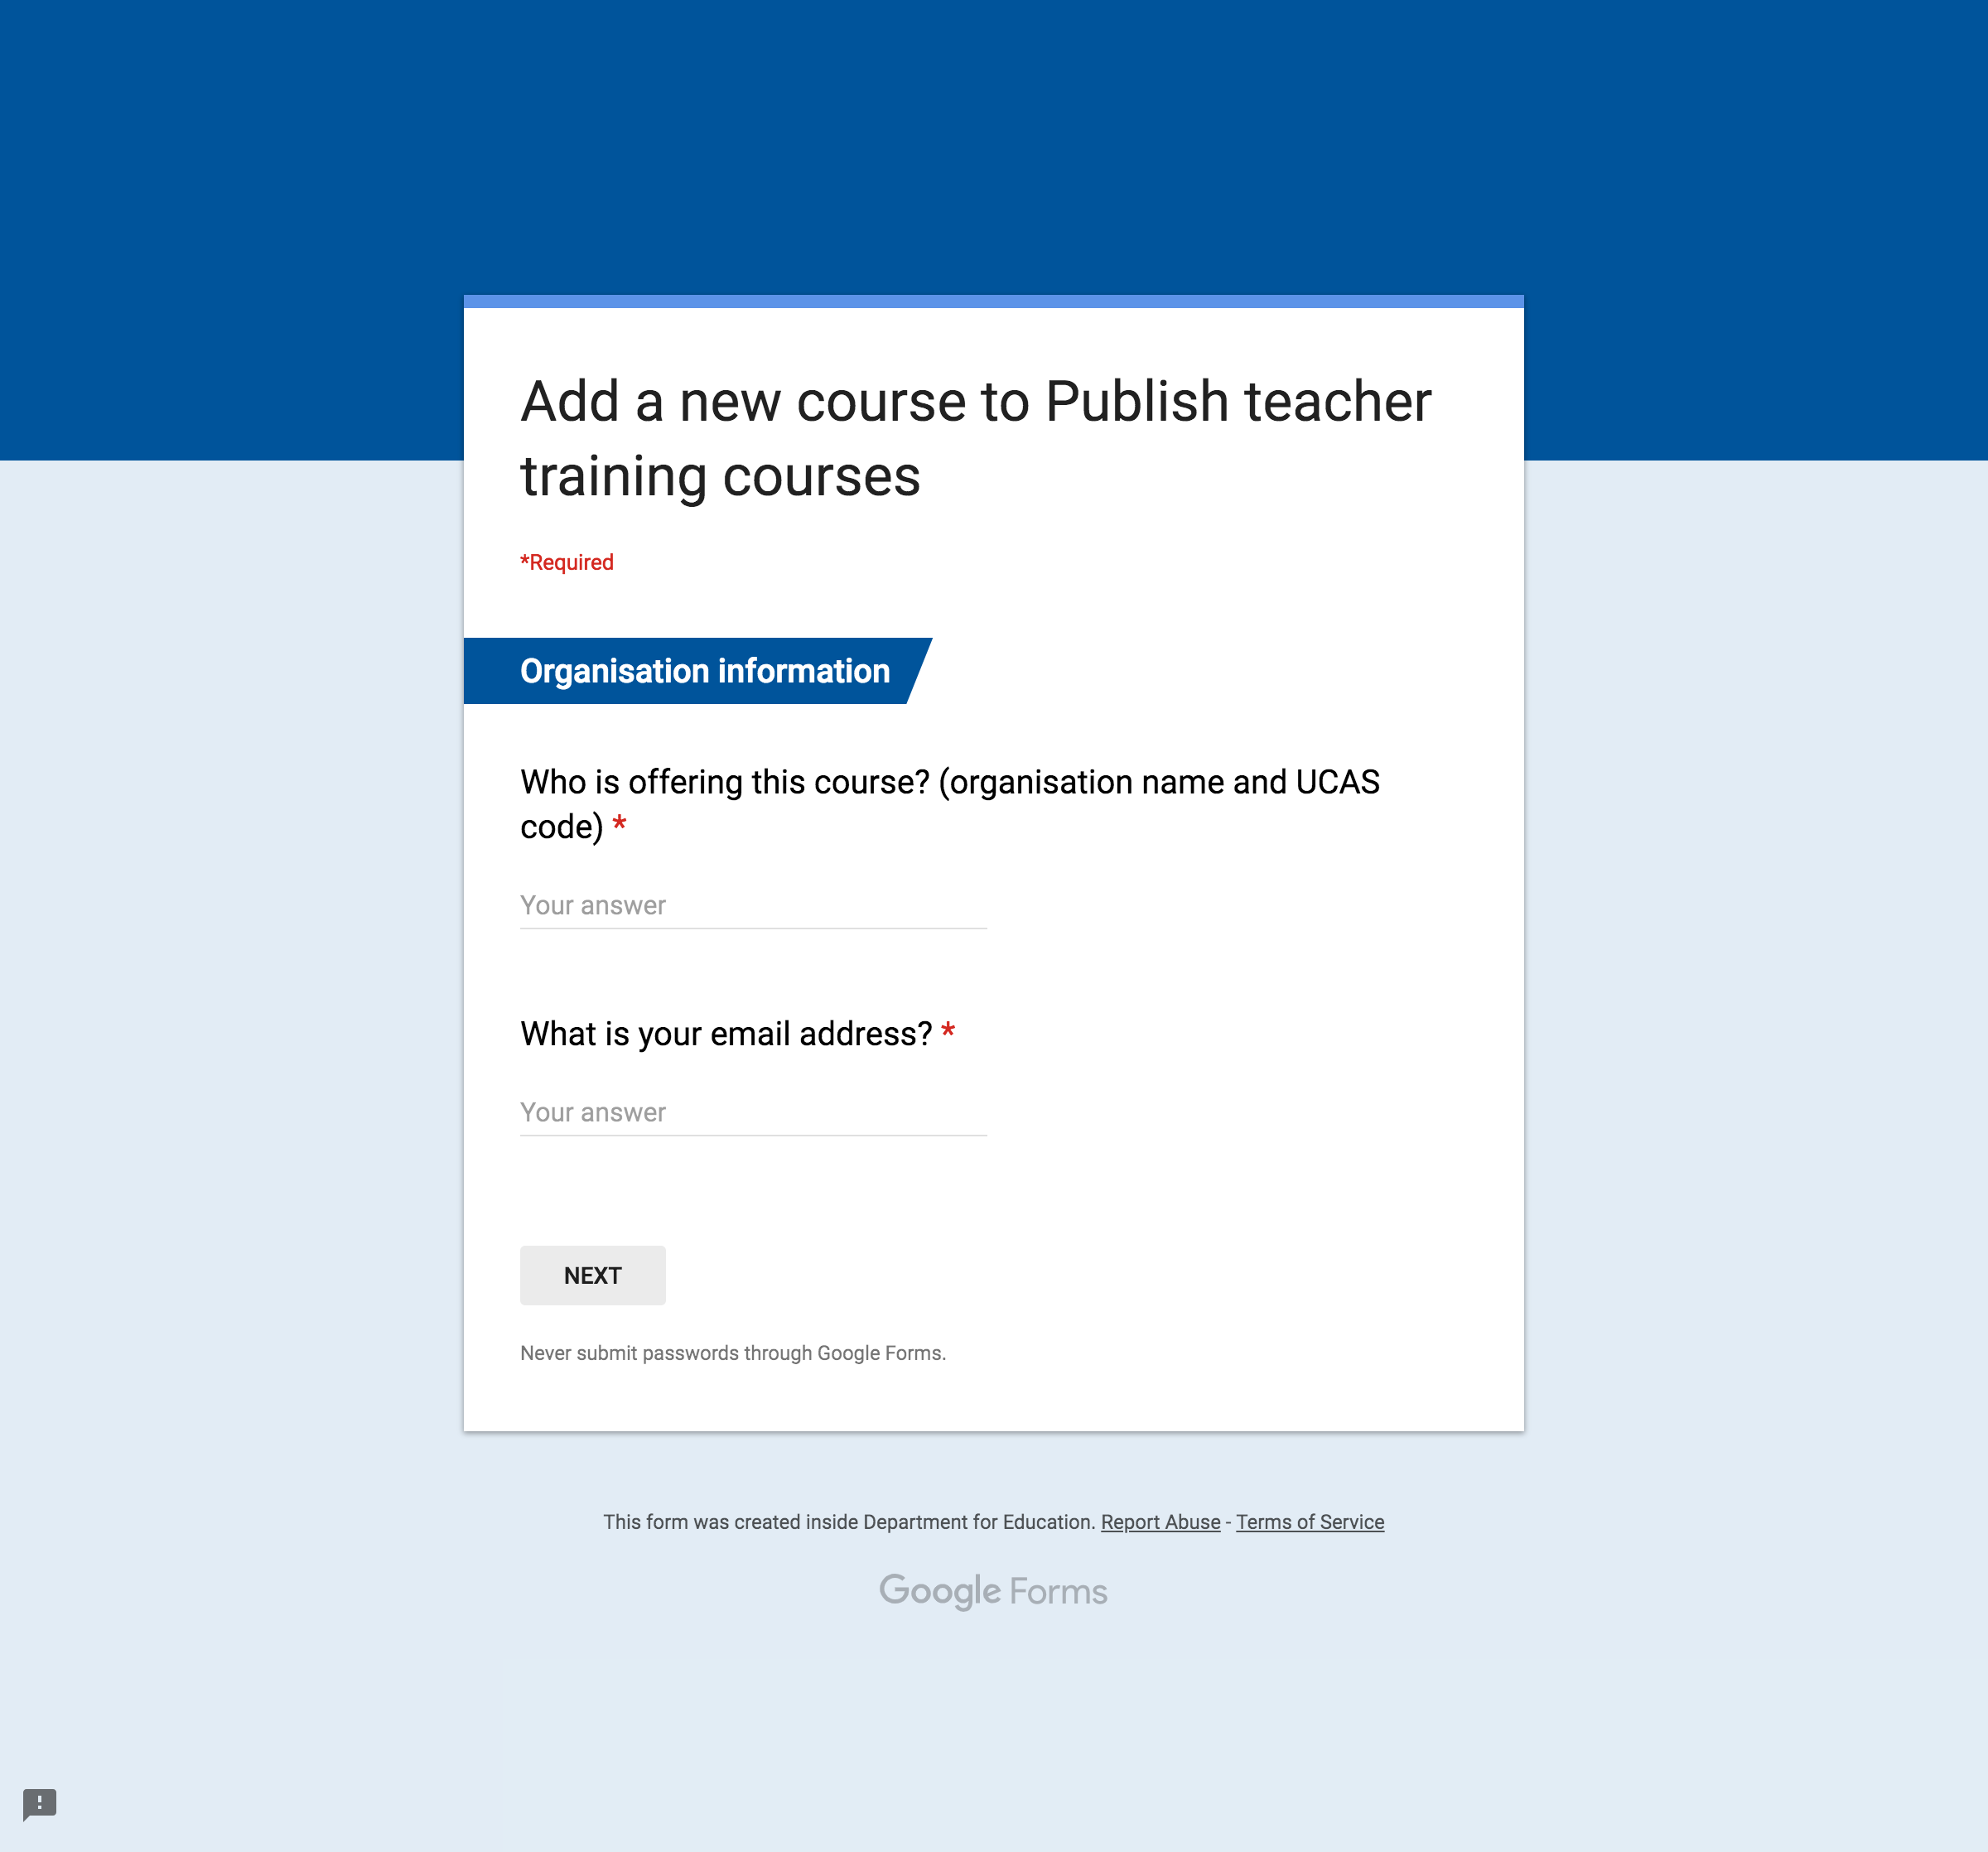 Add a new course to Publish teacher
training courses
*Required
Organisation information
Who is offering this course? (organisation name and UCAS
code) *
Your answer
What is your email address? *
Your answer
NEXT
Never submit passwords through Google Forms.
This form was created inside Department for Education. Report Abuse - Terms of Service
Google Forms